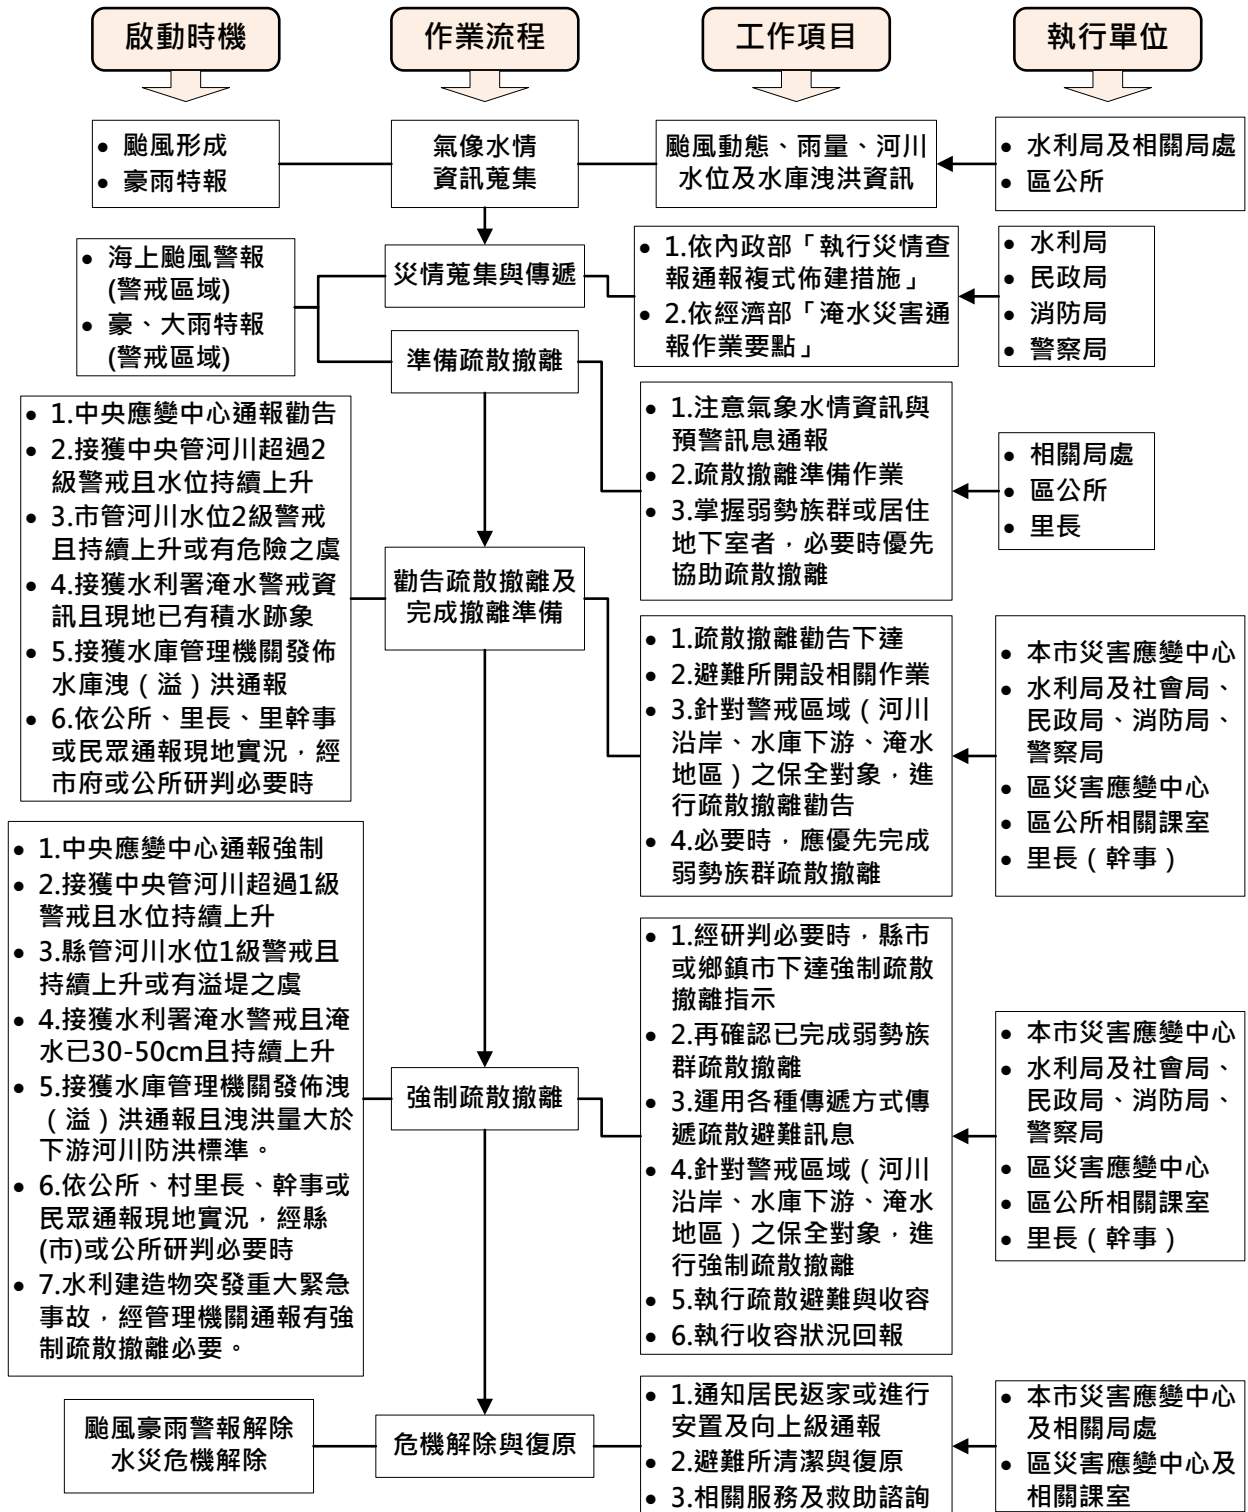 啟動時機
作業流程
工作項目
執行單位
• 颱風形成
• 豪雨特報
氣像水情
資訊蒐集
颱風動態、雨量、河川
水位及水庫洩洪資訊
• 水利局及相關局處
• 區公所
• 海上颱風警報
(警戒區域)
• 豪、大雨特報
(警戒區域)
災情蒐集與傳遞
• 1.依內政部「執行災情查
報通報複式佈建措施」
• 2.依經濟部「淹水災害通
報作業要點」
• 水利局
• 民政局
• 消防局
• 警察局
準備疏散撤離
• 1.注意氣象水情資訊與
預警訊息通報
• 2.疏散撤離準備作業
• 3.掌握弱勢族群或居住
地下室者，必要時優先
協助疏散撤離
• 相關局處
• 區公所
• 里長
• 1.中央應變中心通報勸告
• 2.接獲中央管河川超過2
級警戒且水位持續上升
• 3.市管河川水位2級警戒
且持續上升或有危險之虞
• 4.接獲水利署淹水警戒資
訊且現地已有積水跡象
• 5.接獲水庫管理機關發佈
水庫洩（溢）洪通報
• 6.依公所、里長、里幹事
或民眾通報現地實況，經
市府或公所研判必要時
勸告疏散撤離及
完成撤離準備
• 1.疏散撤離勸告下達
• 2.避難所開設相關作業
• 3.針對警戒區域（河川
沿岸、水庫下游、淹水
地區）之保全對象，進
行疏散撤離勸告
• 4.必要時，應優先完成
弱勢族群疏散撤離
• 本市災害應變中心
• 水利局及社會局、
民政局、消防局、
警察局
• 區災害應變中心
• 區公所相關課室
• 里長（幹事）
• 1.中央應變中心通報強制
• 2.接獲中央管河川超過1級
警戒且水位持續上升
• 3.縣管河川水位1級警戒且
持續上升或有溢堤之虞
• 4.接獲水利署淹水警戒且淹
水已30-50cm且持續上升
• 5.接獲水庫管理機關發佈洩
（溢）洪通報且洩洪量大於
下游河川防洪標準。
• 6.依公所、村里長、幹事或
民眾通報現地實況，經縣
(市)或公所研判必要時
• 7.水利建造物突發重大緊急
事故，經管理機關通報有強
制疏散撤離必要。
強制疏散撤離
• 1.經研判必要時，縣市
或鄉鎮市下達強制疏散
撤離指示
• 2.再確認已完成弱勢族
群疏散撤離
• 3.運用各種傳遞方式傳
遞疏散避難訊息
• 4.針對警戒區域（河川
沿岸、水庫下游、淹水
地區）之保全對象，進
行強制疏散撤離
• 5.執行疏散避難與收容
• 6.執行收容狀況回報
• 本市災害應變中心
• 水利局及社會局、
民政局、消防局、
警察局
• 區災害應變中心
• 區公所相關課室
• 里長（幹事）
颱風豪雨警報解除
水災危機解除
危機解除與復原
• 1.通知居民返家或進行
安置及向上級通報
• 2.避難所清潔與復原
• 3.相關服務及救助諮詢
• 本市災害應變中心
及相關局處
• 區災害應變中心及
相關課室